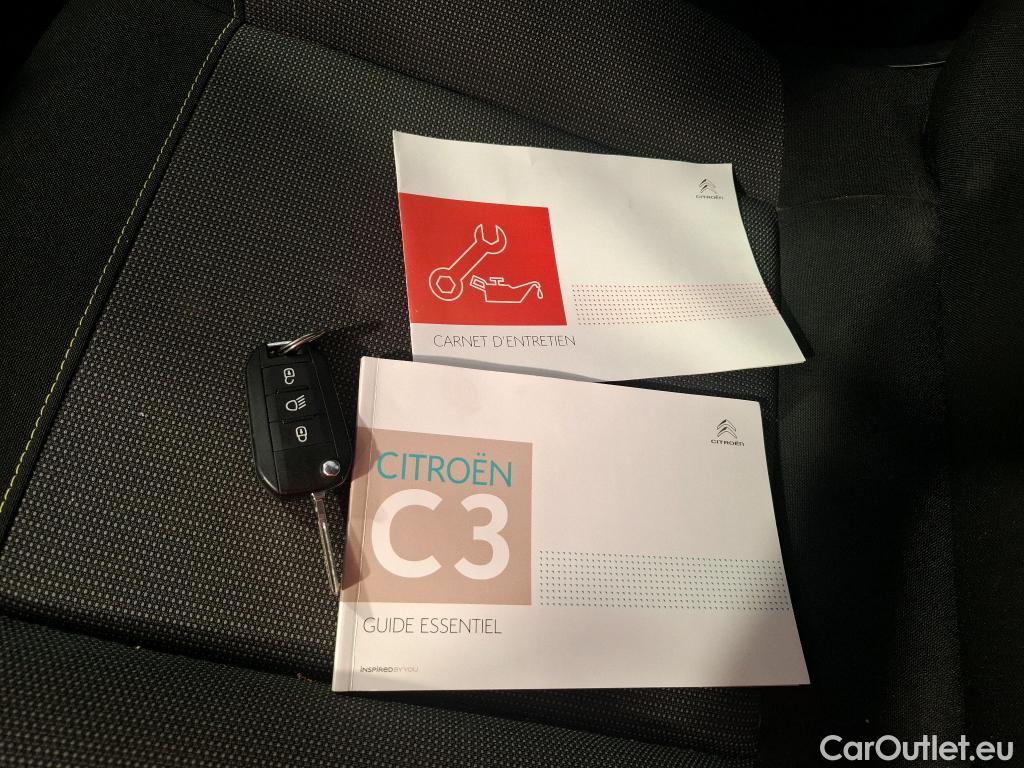 CITROËN
CARNET D'ENTRETIEN
CITROËN
CITROËN
C3
GUIDE ESSENTIEL
INSPIRED BY YOU
CarOutlet.eu